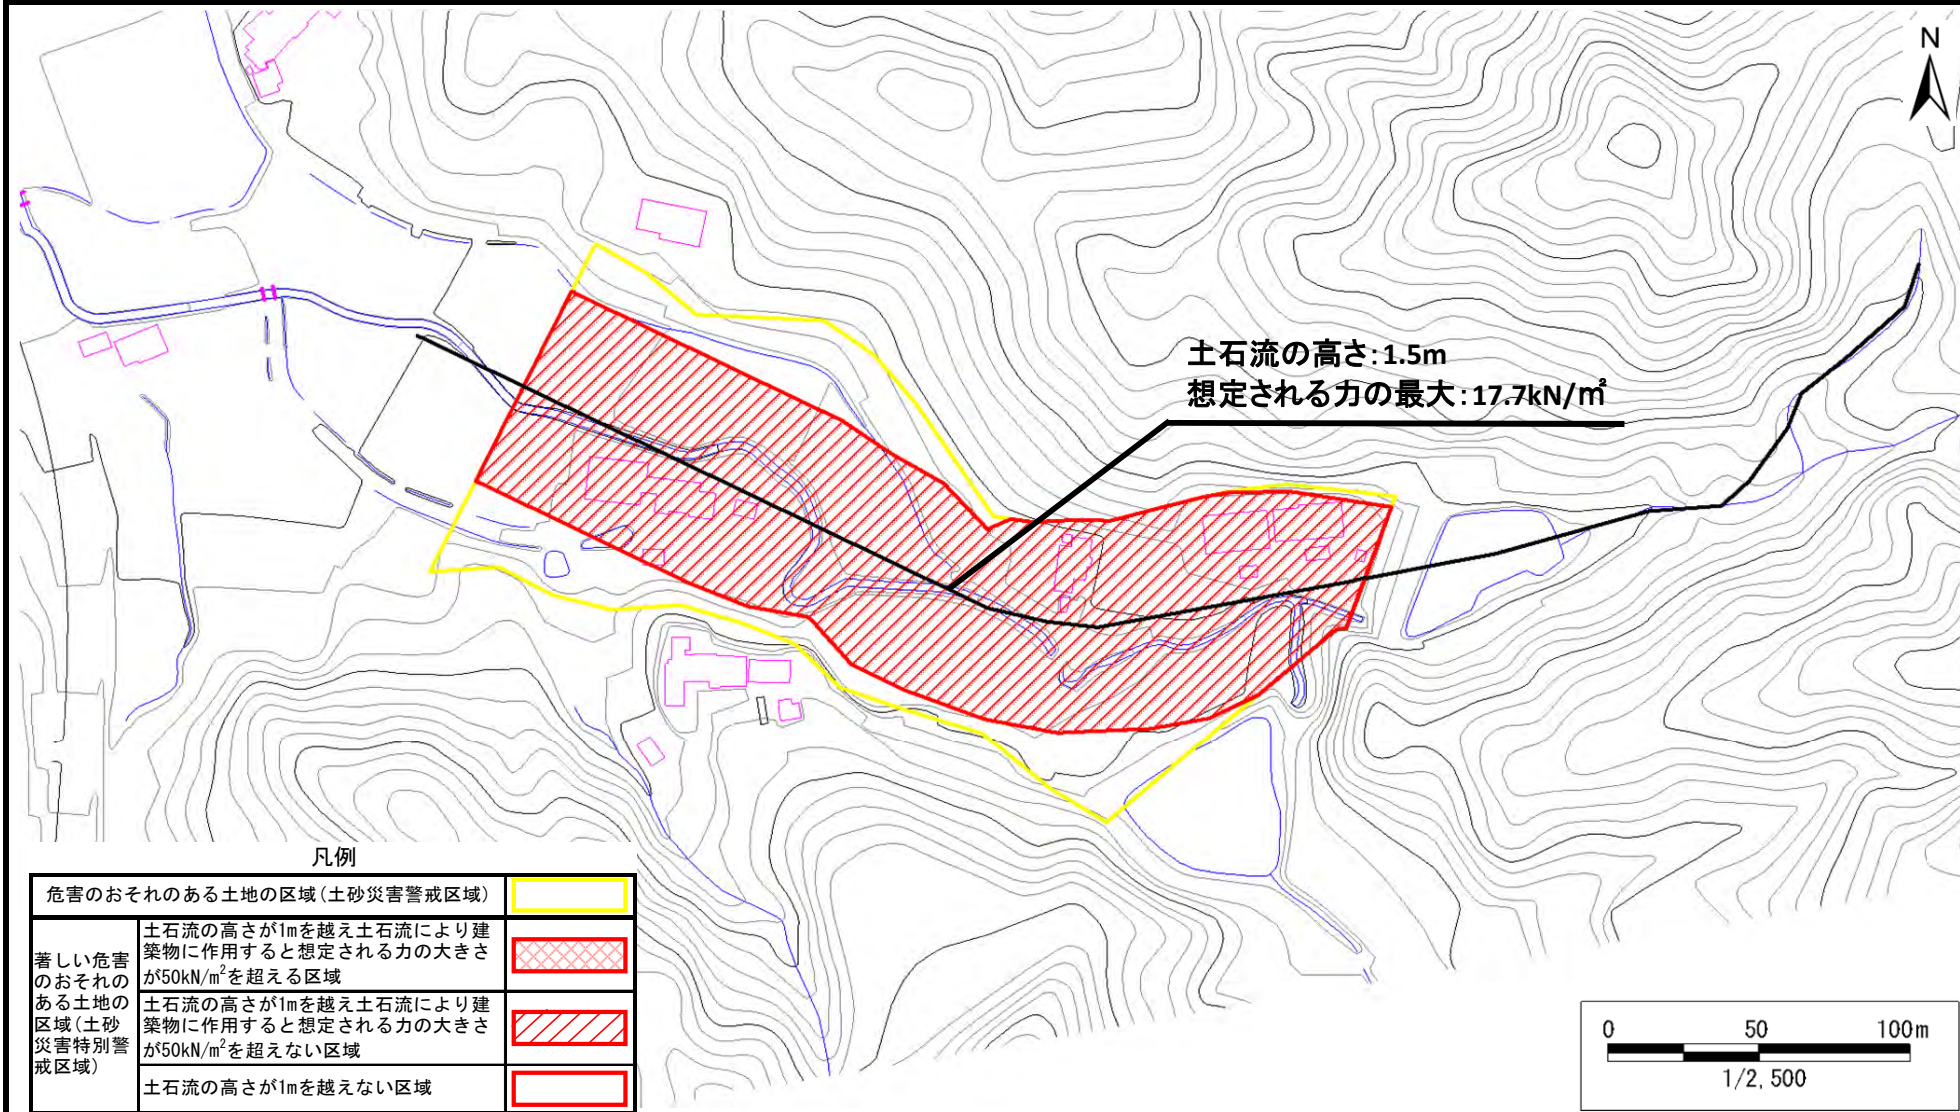 N
土石流の高さ:1.5m
想定される力の最大:17.7kN/㎡
凡例
危害のおそれのある土地の区域(土砂災害警戒区域)
著しい危害
のおそれの
ある土地の
区域(土砂
災害特別警
戒区域)
土石流の高さが1mを越え土石流により建
築物に作用すると想定される力の大きさ
が50kN/m²を超える区域
土石流の高さが1mを越え土石流により建
築物に作用すると想定される力の大きさ
が50kN/m²を超えない区域
土石流の高さが1mを越えない区域
0 50 100m
1/2,500